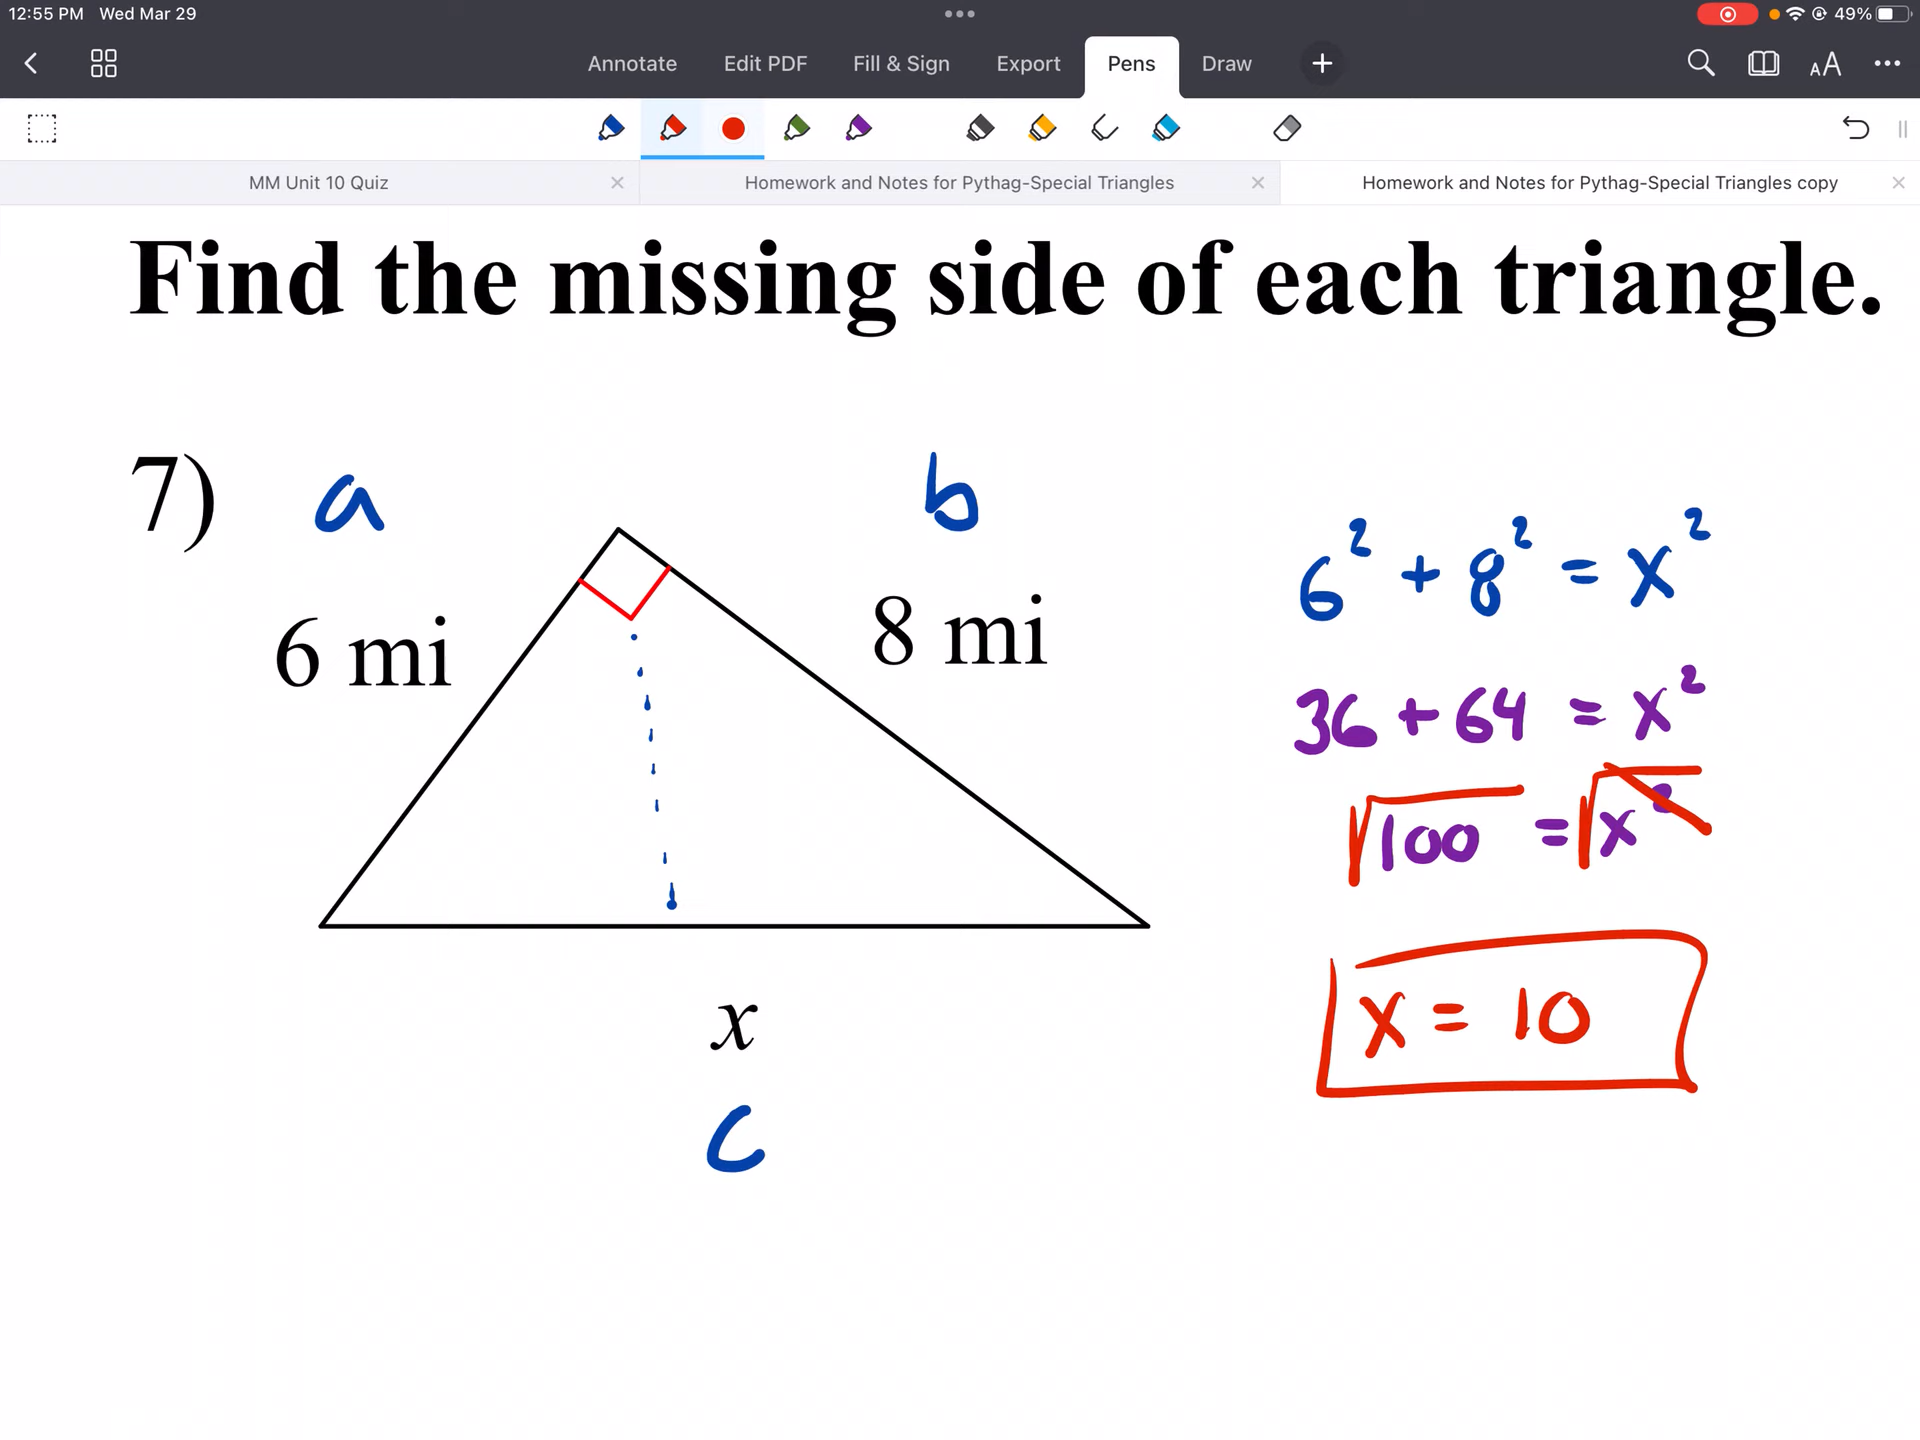 12:55 PM Wed Mar 29
49%
Annotate Edit PDF Fill & Sign Export Pens Draw
AA
MM Unit 10 Quiz
Homework and Notes for Pythag-Special Triangles
Homework and Notes for Pythag-Special Triangles copy
Find the missing side of each triangle.
7)
a
b
6 mi
8 mi
x
c
6² + 8² = x²
36 + 64 = x²
√100 = √x²
x = 10